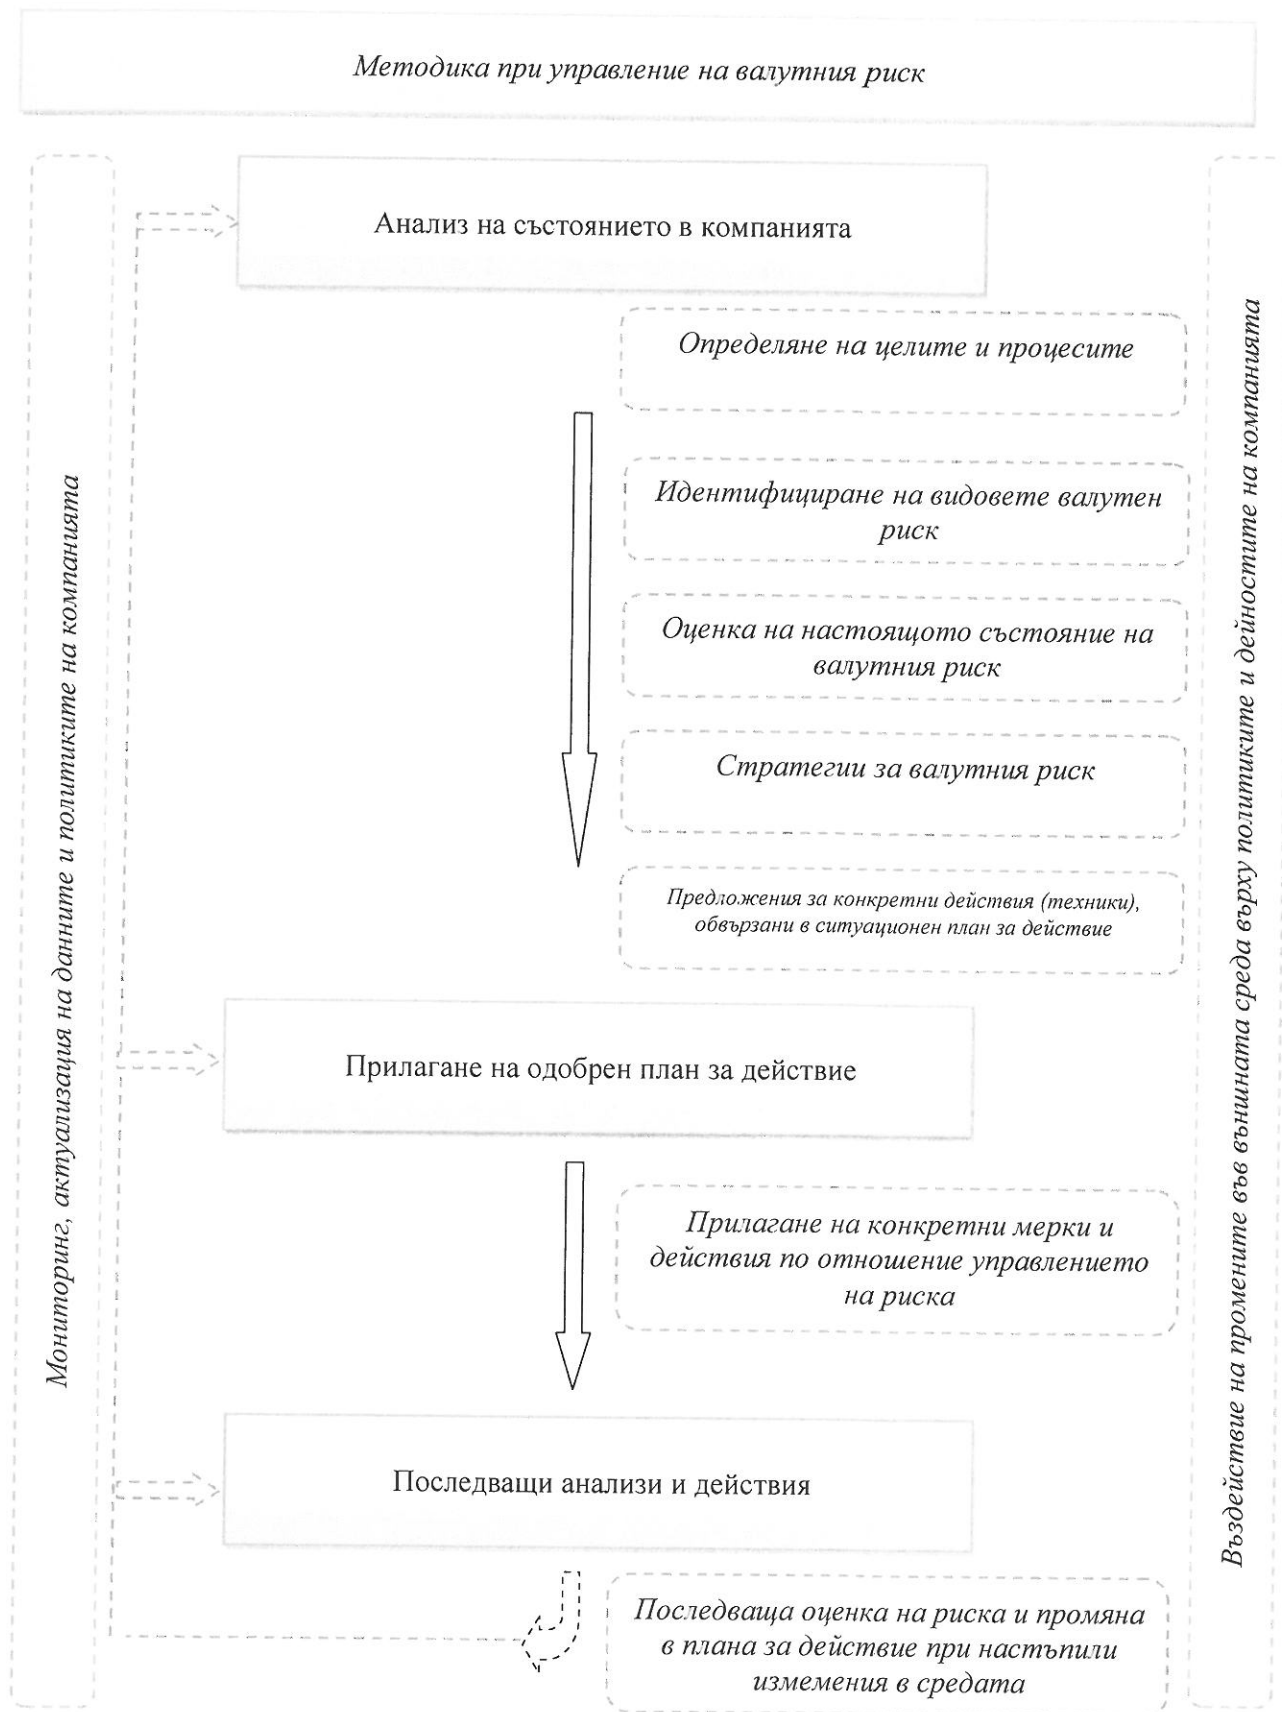 Методика при управление на валутния риск
Мониторинг, актуализация на данните и политиките на компанията
Анализ на състоянието в компанията
Определяне на целите и процесите
Идентифициране на видовете валутен
риск
Оценка на настоящото състояние на
валутния риск
Стратегии за валутния риск
Предложения за конкретни действия (техники),
обвързани в ситуационен план за действие
Прилагане на одобрен план за действие
Прилагане на конкретни мерки и
действия по отношение управлението
на риска
Последващи анализи и действия
Последваща оценка на риска и промяна
в плана за действие при настъпили
измемения в средата
Въздействие на промените във външната среда върху политиките и дейностите на компанията